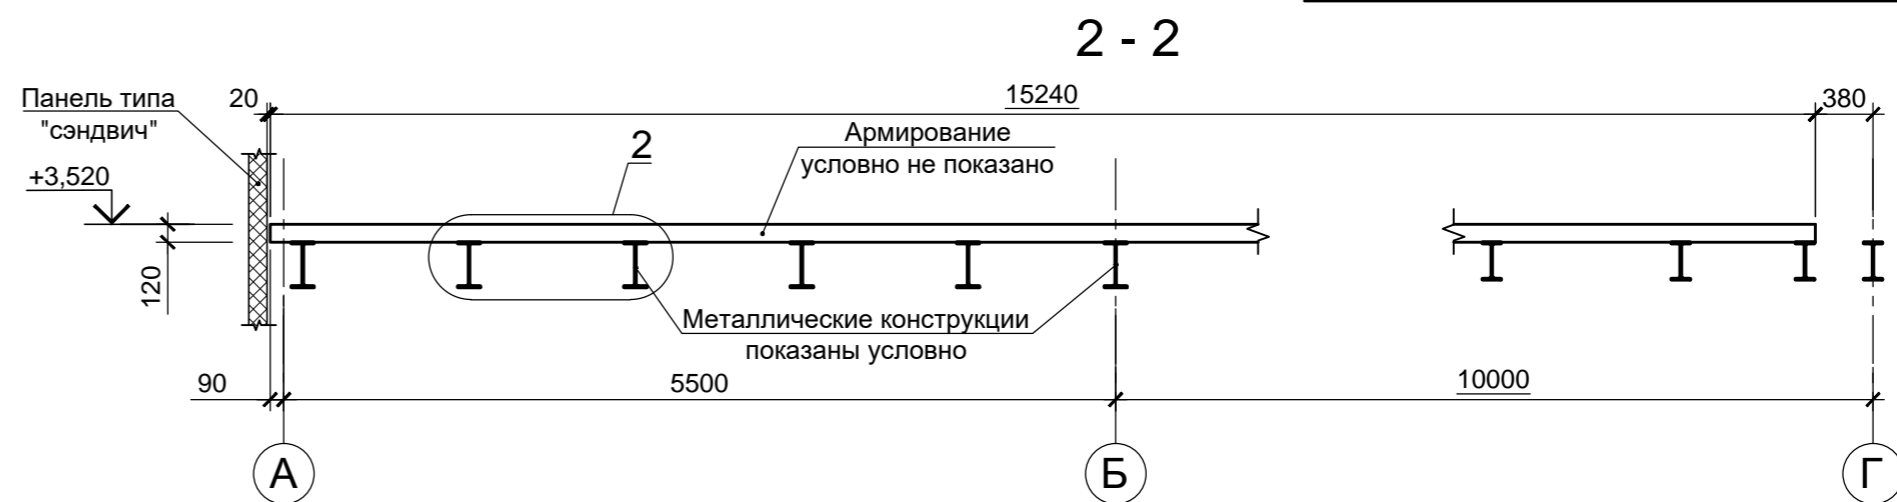 2 - 2
Панель типа
"сэндвич"
20
15240
380
2
Армирование
условно не показано
+3,520
120
Металлические конструкции
показаны условно
90
5500
10000
А
Б
Г